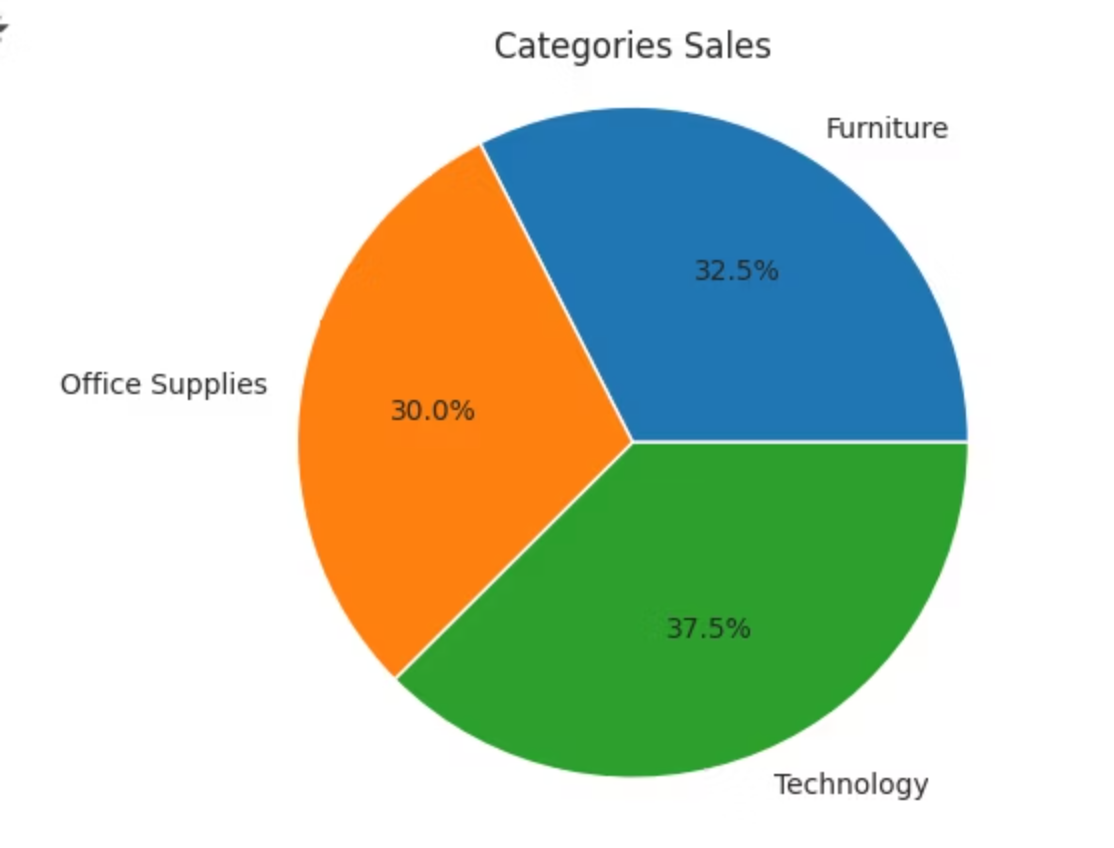 Categories Sales
Furniture
32.5%
Office Supplies
30.0%
37.5%
Technology